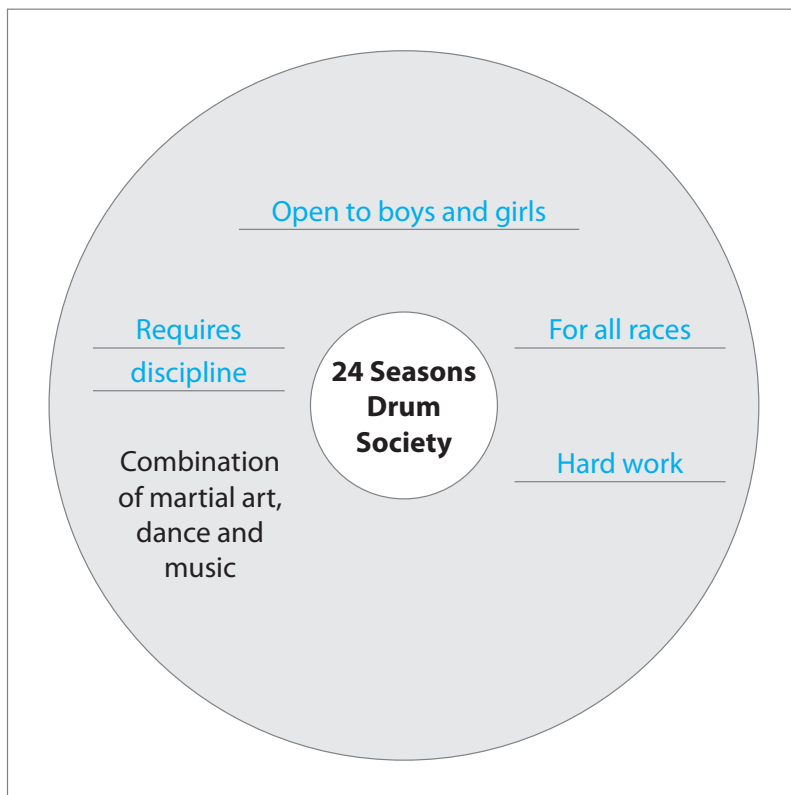 Open to boys and girls
Requires
discipline
Combination
of martial art,
dance and
music
24 Seasons
Drum
Society
For all races
Hard work